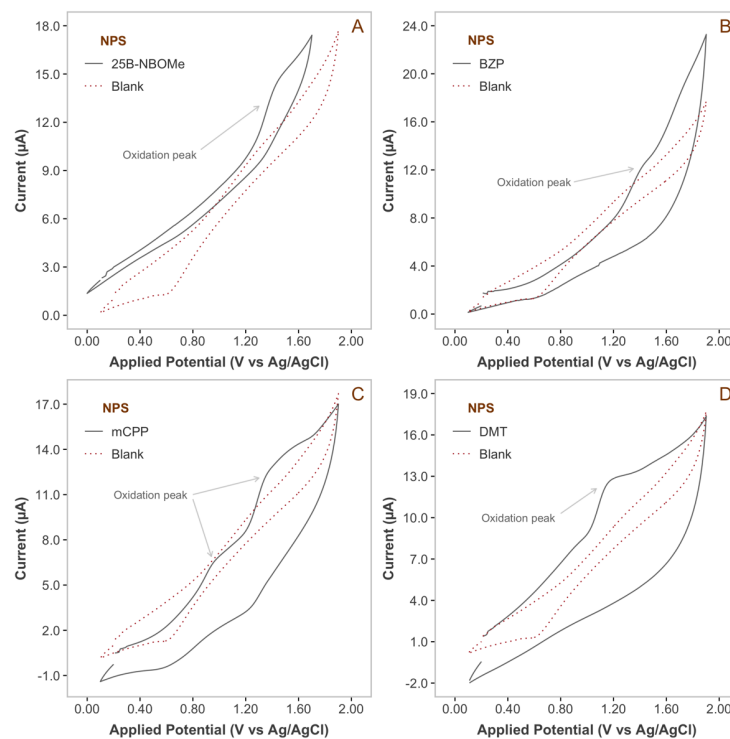 A
NPS
25B-NBOMe
Blank
Oxidation peak
Current (µA)
18.0
15.0
12.0
9.0
6.0
3.0
0.0
0.00 0.40 0.80 1.20 1.60 2.00
Applied Potential (V vs Ag/AgCl)
B
NPS
BZP
Blank
Oxidation peak
Current (µA)
24.0
20.0
16.0
12.0
8.0
4.0
0.0
0.00 0.40 0.80 1.20 1.60 2.00
Applied Potential (V vs Ag/AgCl)
C
NPS
mCPP
Blank
Oxidation peak
Current (µA)
17.0
14.0
11.0
8.0
5.0
2.0
-1.0
0.00 0.40 0.80 1.20 1.60 2.00
Applied Potential (V vs Ag/AgCl)
D
NPS
DMT
Blank
Oxidation peak
Current (µA)
19.0
16.0
13.0
10.0
7.0
4.0
1.0
-2.0
0.00 0.40 0.80 1.20 1.60 2.00
Applied Potential (V vs Ag/AgCl)